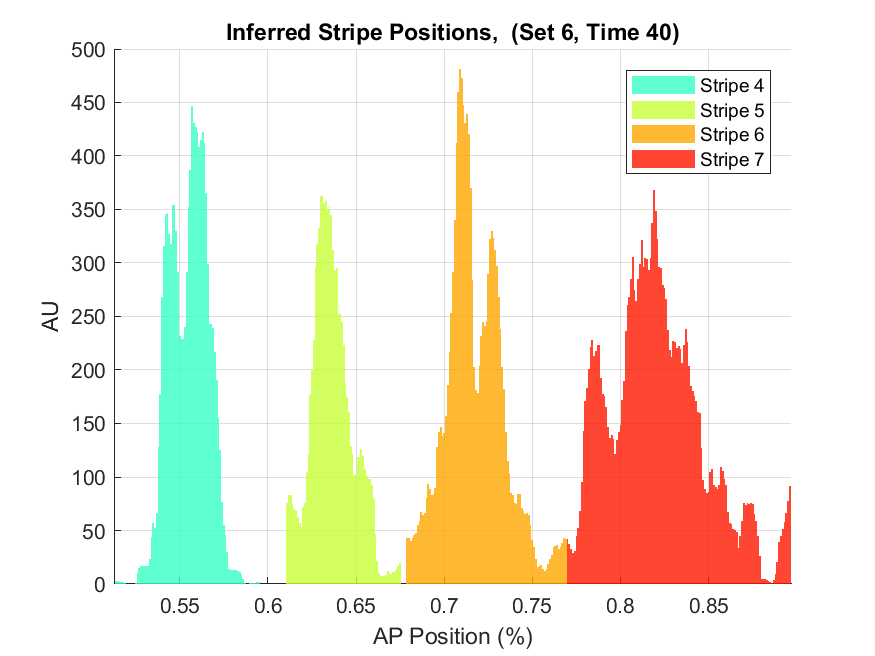 Inferred Stripe Positions,  (Set 6, Time 40)
500
450
400
350
300
250
200
150
100
50
0
AU
Stripe 4
Stripe 5
Stripe 6
Stripe 7
0.55 0.6 0.65 0.7 0.75 0.8 0.85
AP Position (%)